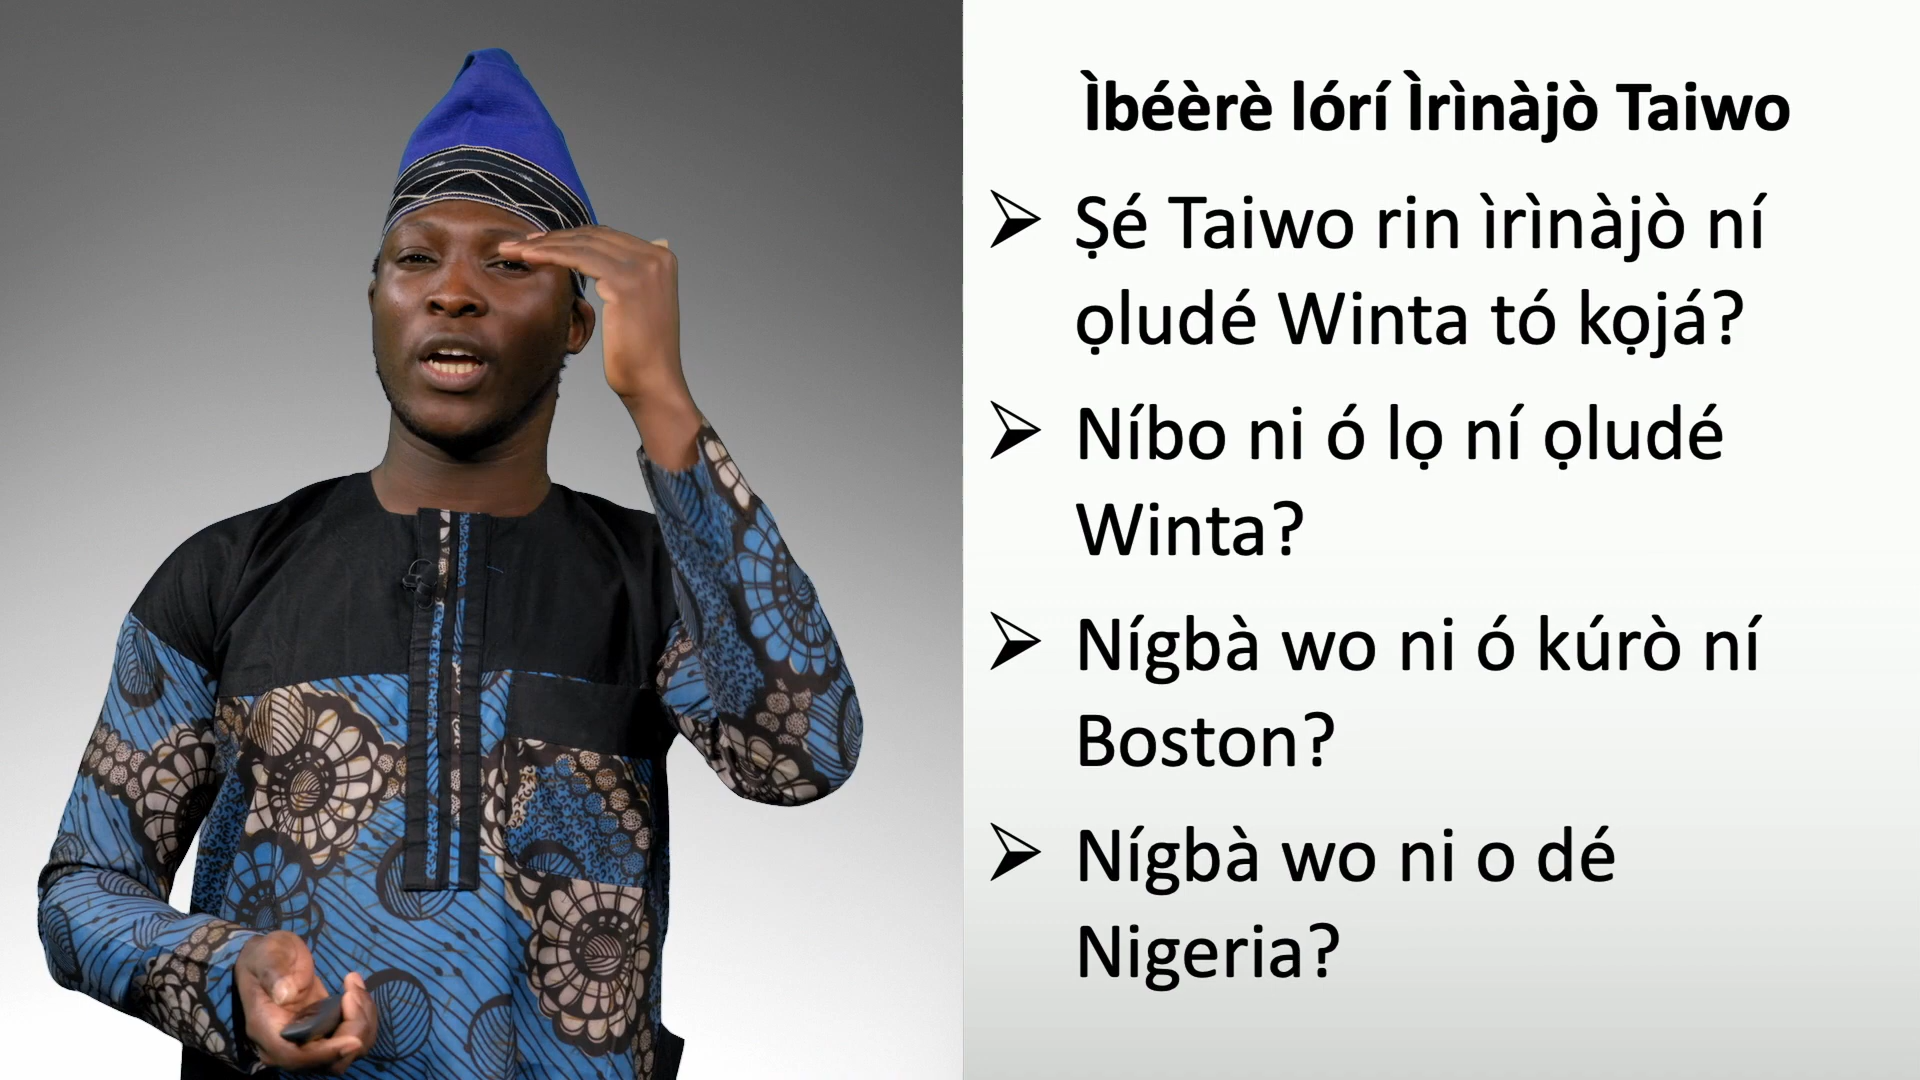 Ìbéèrè lórí Ìrìnàjò Taiwo
➢ Ṣé Taiwo rin ìrìnàjò ní
ọludé Winta tó kọjá?
➢ Níbo ni ó lọ ní ọludé
Winta?
➢ Nígbà wo ni ó kúrò ní
Boston?
➢ Nígbà wo ni o dé
Nigeria?